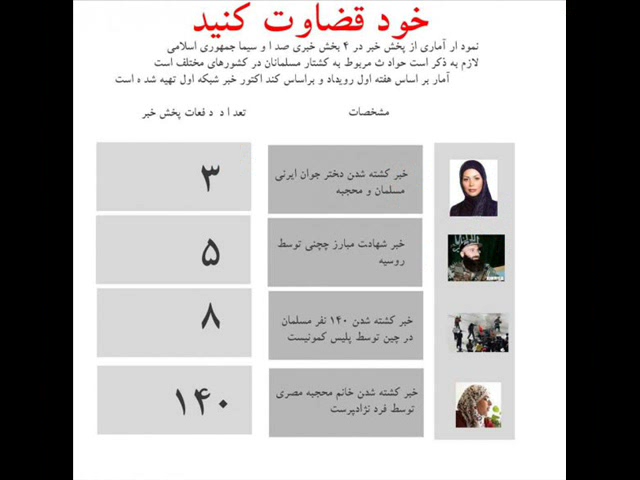 خود قضاوت کنید
نمودار آماری از پخش خبر در ۴ بخش خبری صدا و سیما جمهوری اسلامی
لازم به ذکر است حوادث مربوط به کشتار مسلمانان در کشورهای مختلف است
آمار بر اساس هفته اول رویداد و براساس کنداکتور خبر شبکه اول تهیه شده است
مشخصات
تعداد دفعات پخش خبر
خبر کشته شدن دختر جوان ایرنی
مسلمان و محجبه
۳
خبر شهادت مبارز چچنی توسط
روسیه
۵
خبر کشته شدن ۱۴۰ نفر مسلمان
در چین توسط پلیس کمونیست
۸
خبر کشته شدن خانم محجبه مصری
توسط فرد نژادپرست
۱۴۰